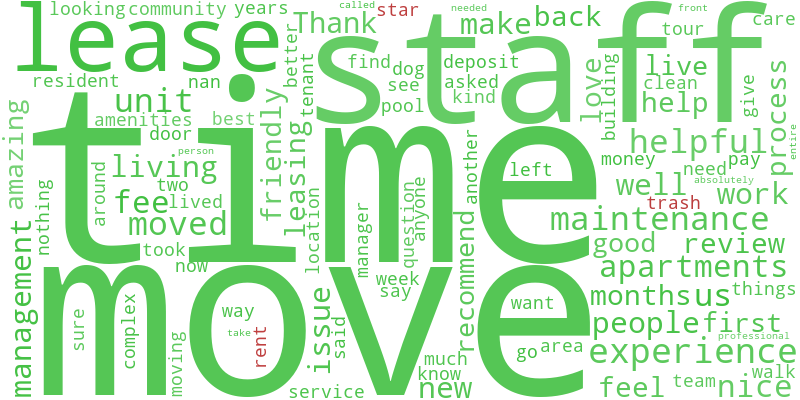 lease
looking
community
years
Thank
called
star
needed
make
back
front
tour
care
staff
resident
nan
better
tenant
find
dog
see
pool
deposit
asked
kind
love
building
live
clean
help
give
process
amazing
unit
amenities
door
best
friendly
leasing
time
person
living
two
fee
lived
moved
around
nothing
took
now
location
manager
question
anyone
another
left
helpful
money
need
pay
entire
absolutely
well
trash
work
maintenance
good
review
management
move
sure
complex
moving
way
take
rent
issue
said
service
week
say
recommend
much
know
new
want
go
area
apartments
months
us
things
people
first
professional
experience
walk
feel
team
nice